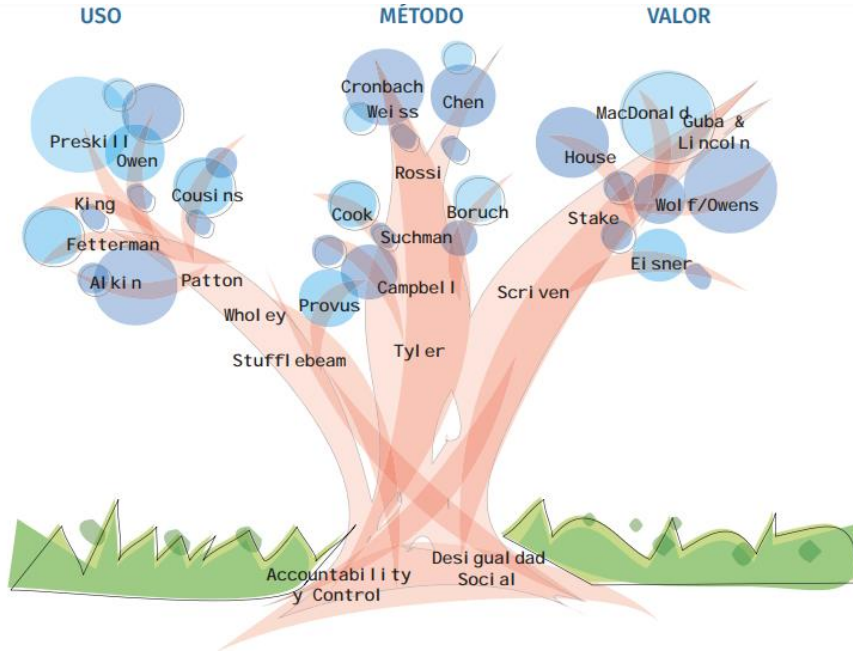 USO
MÉTODO
VALOR
Preskill
Owen
King
Cousins
Fetterman
Alkin
Patton
Wholey
Stufflebeam
Cronbach
Weiss
Chen
Rossi
Cook
Boruch
Suchman
Provus
Campbell
Tyler
MacDonald
Guba &
Lincoln
House
Stake
Wolf/Owens
Eisner
Scriven
Accountability
y Control
Desigualdad
Social